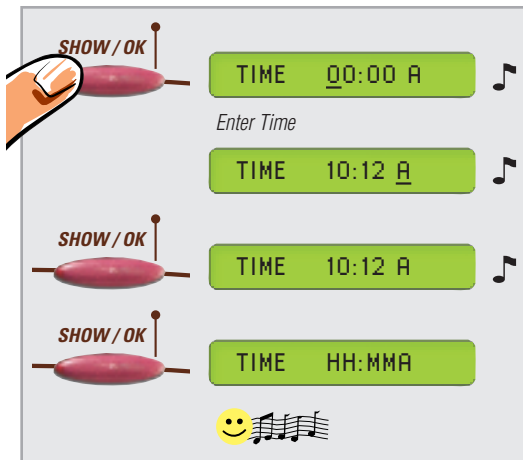 SHOW / OK
TIME 00:00 A
Enter Time
TIME 10:12 A
SHOW / OK
TIME 10:12 A
SHOW / OK
TIME HH:MMA